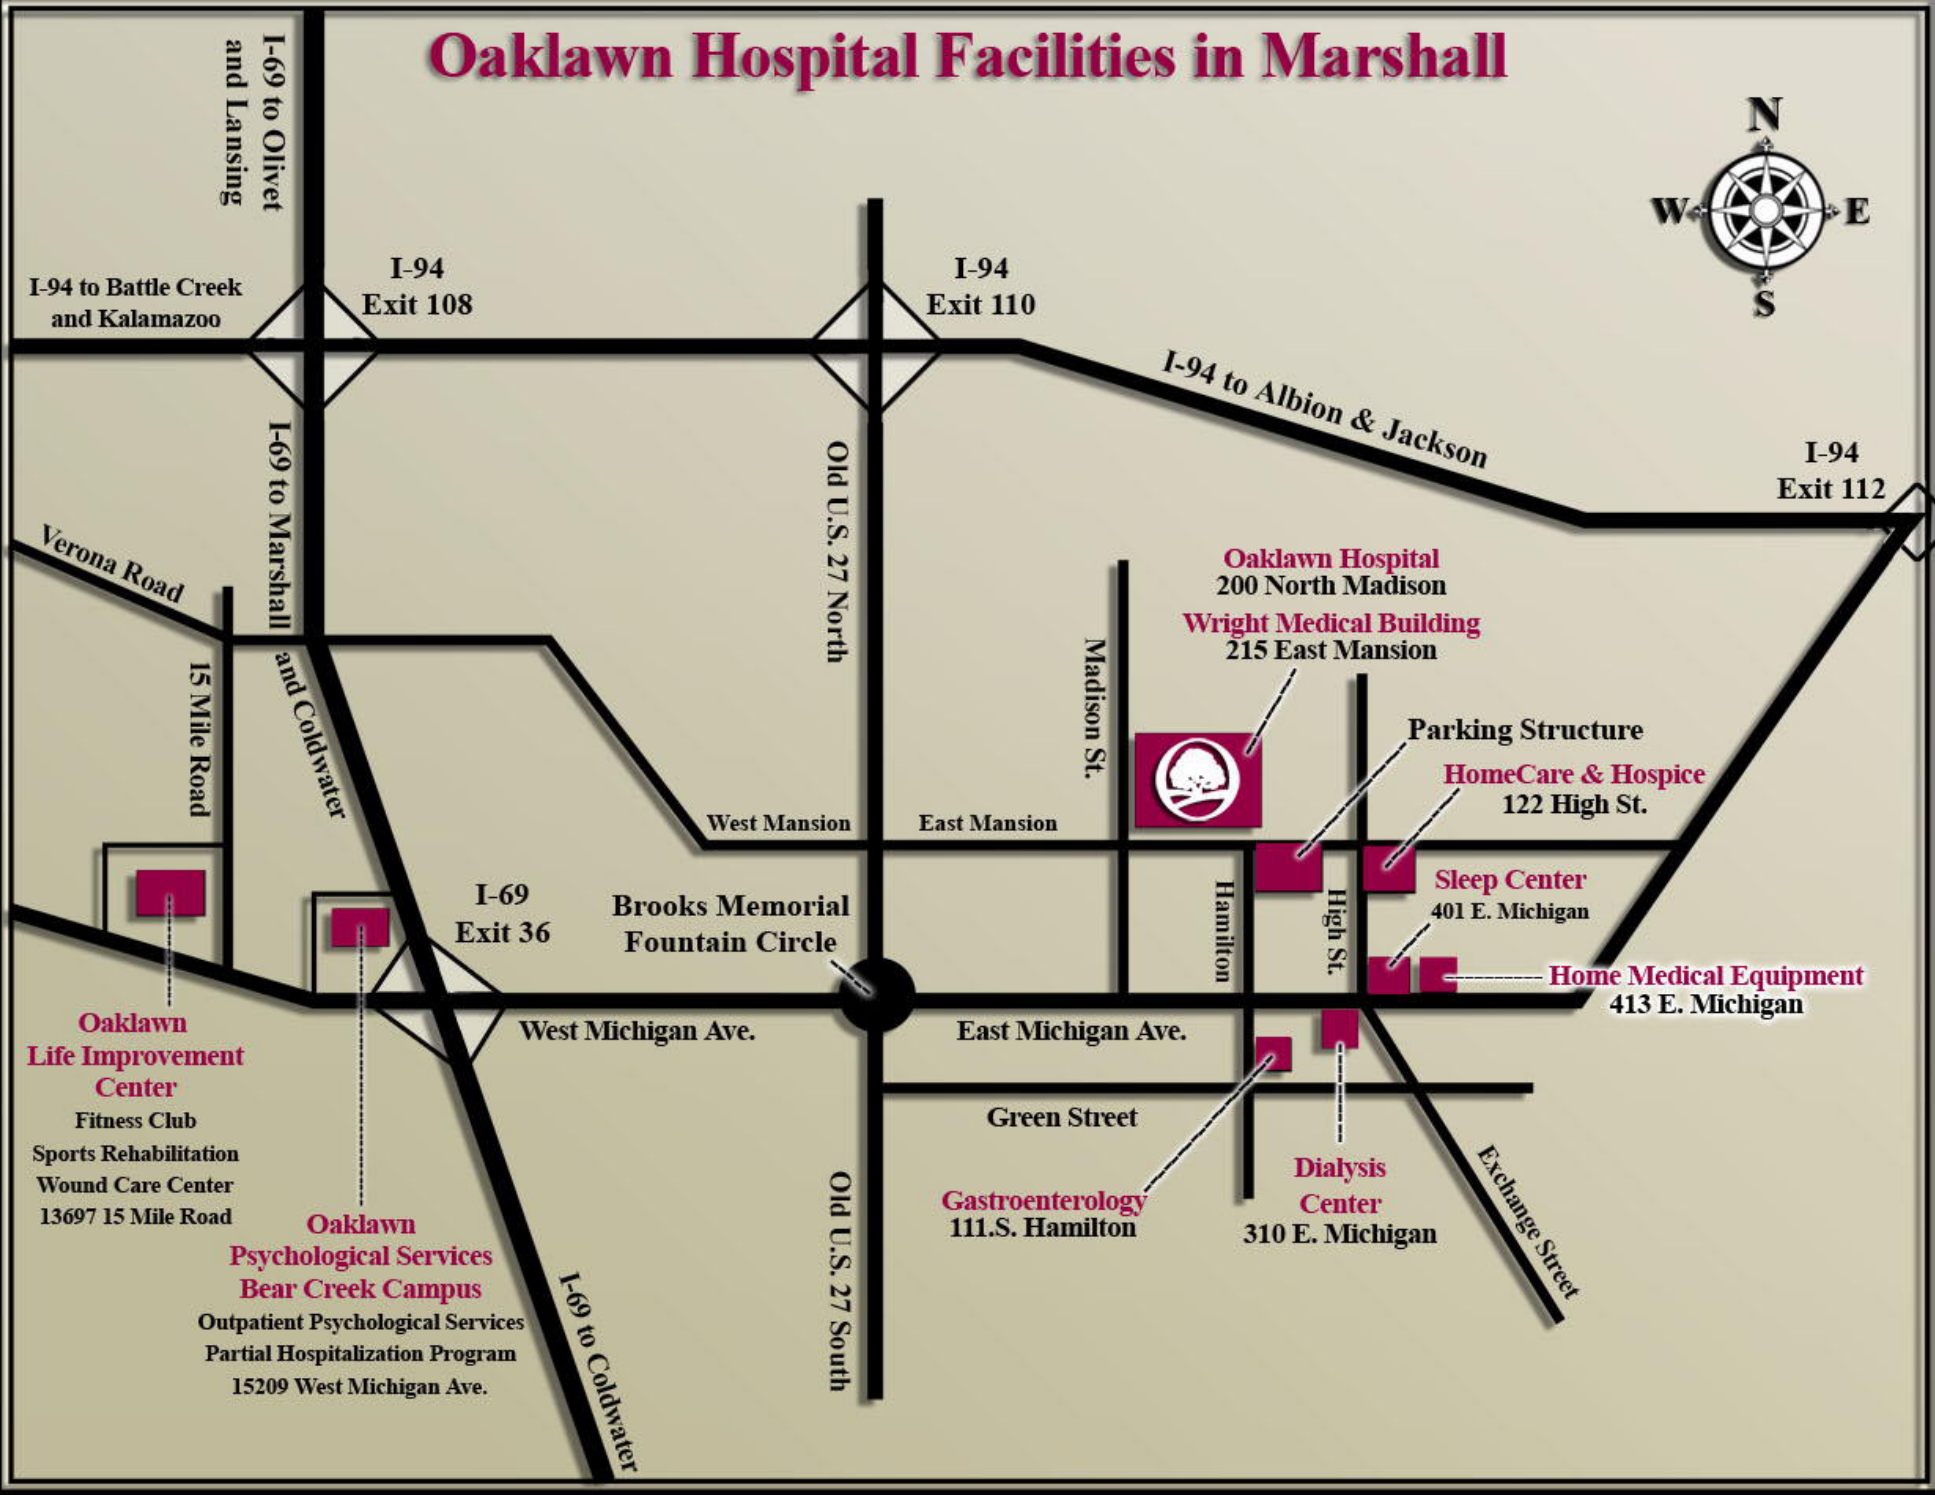 Oaklawn Hospital Facilities in Marshall
I-69 to Olivet
and Lansing
N
W
E
S
I-94 to Battle Creek
and Kalamazoo
I-94
Exit 108
I-94
Exit 110
I-94 to Albion & Jackson
I-94
Exit 112
I-69 to Marshall
and Coldwater
Old U.S. 27 North
Verona Road
15 Mile Road
Madison St.
Oaklawn Hospital
200 North Madison
Wright Medical Building
215 East Mansion
Parking Structure
HomeCare & Hospice
122 High St.
West Mansion
East Mansion
Hamilton
High St.
Sleep Center
401 E. Michigan
I-69
Exit 36
Brooks Memorial
Fountain Circle
Home Medical Equipment
413 E. Michigan
West Michigan Ave.
East Michigan Ave.
Oaklawn
Life Improvement
Center
Fitness Club
Sports Rehabilitation
Wound Care Center
13697 15 Mile Road
Green Street
Oaklawn
Psychological Services
Bear Creek Campus
Outpatient Psychological Services
Partial Hospitalization Program
15209 West Michigan Ave.
I-69 to Coldwater
Old U.S. 27 South
Gastroenterology
111.S. Hamilton
Dialysis
Center
310 E. Michigan
Exchange Street